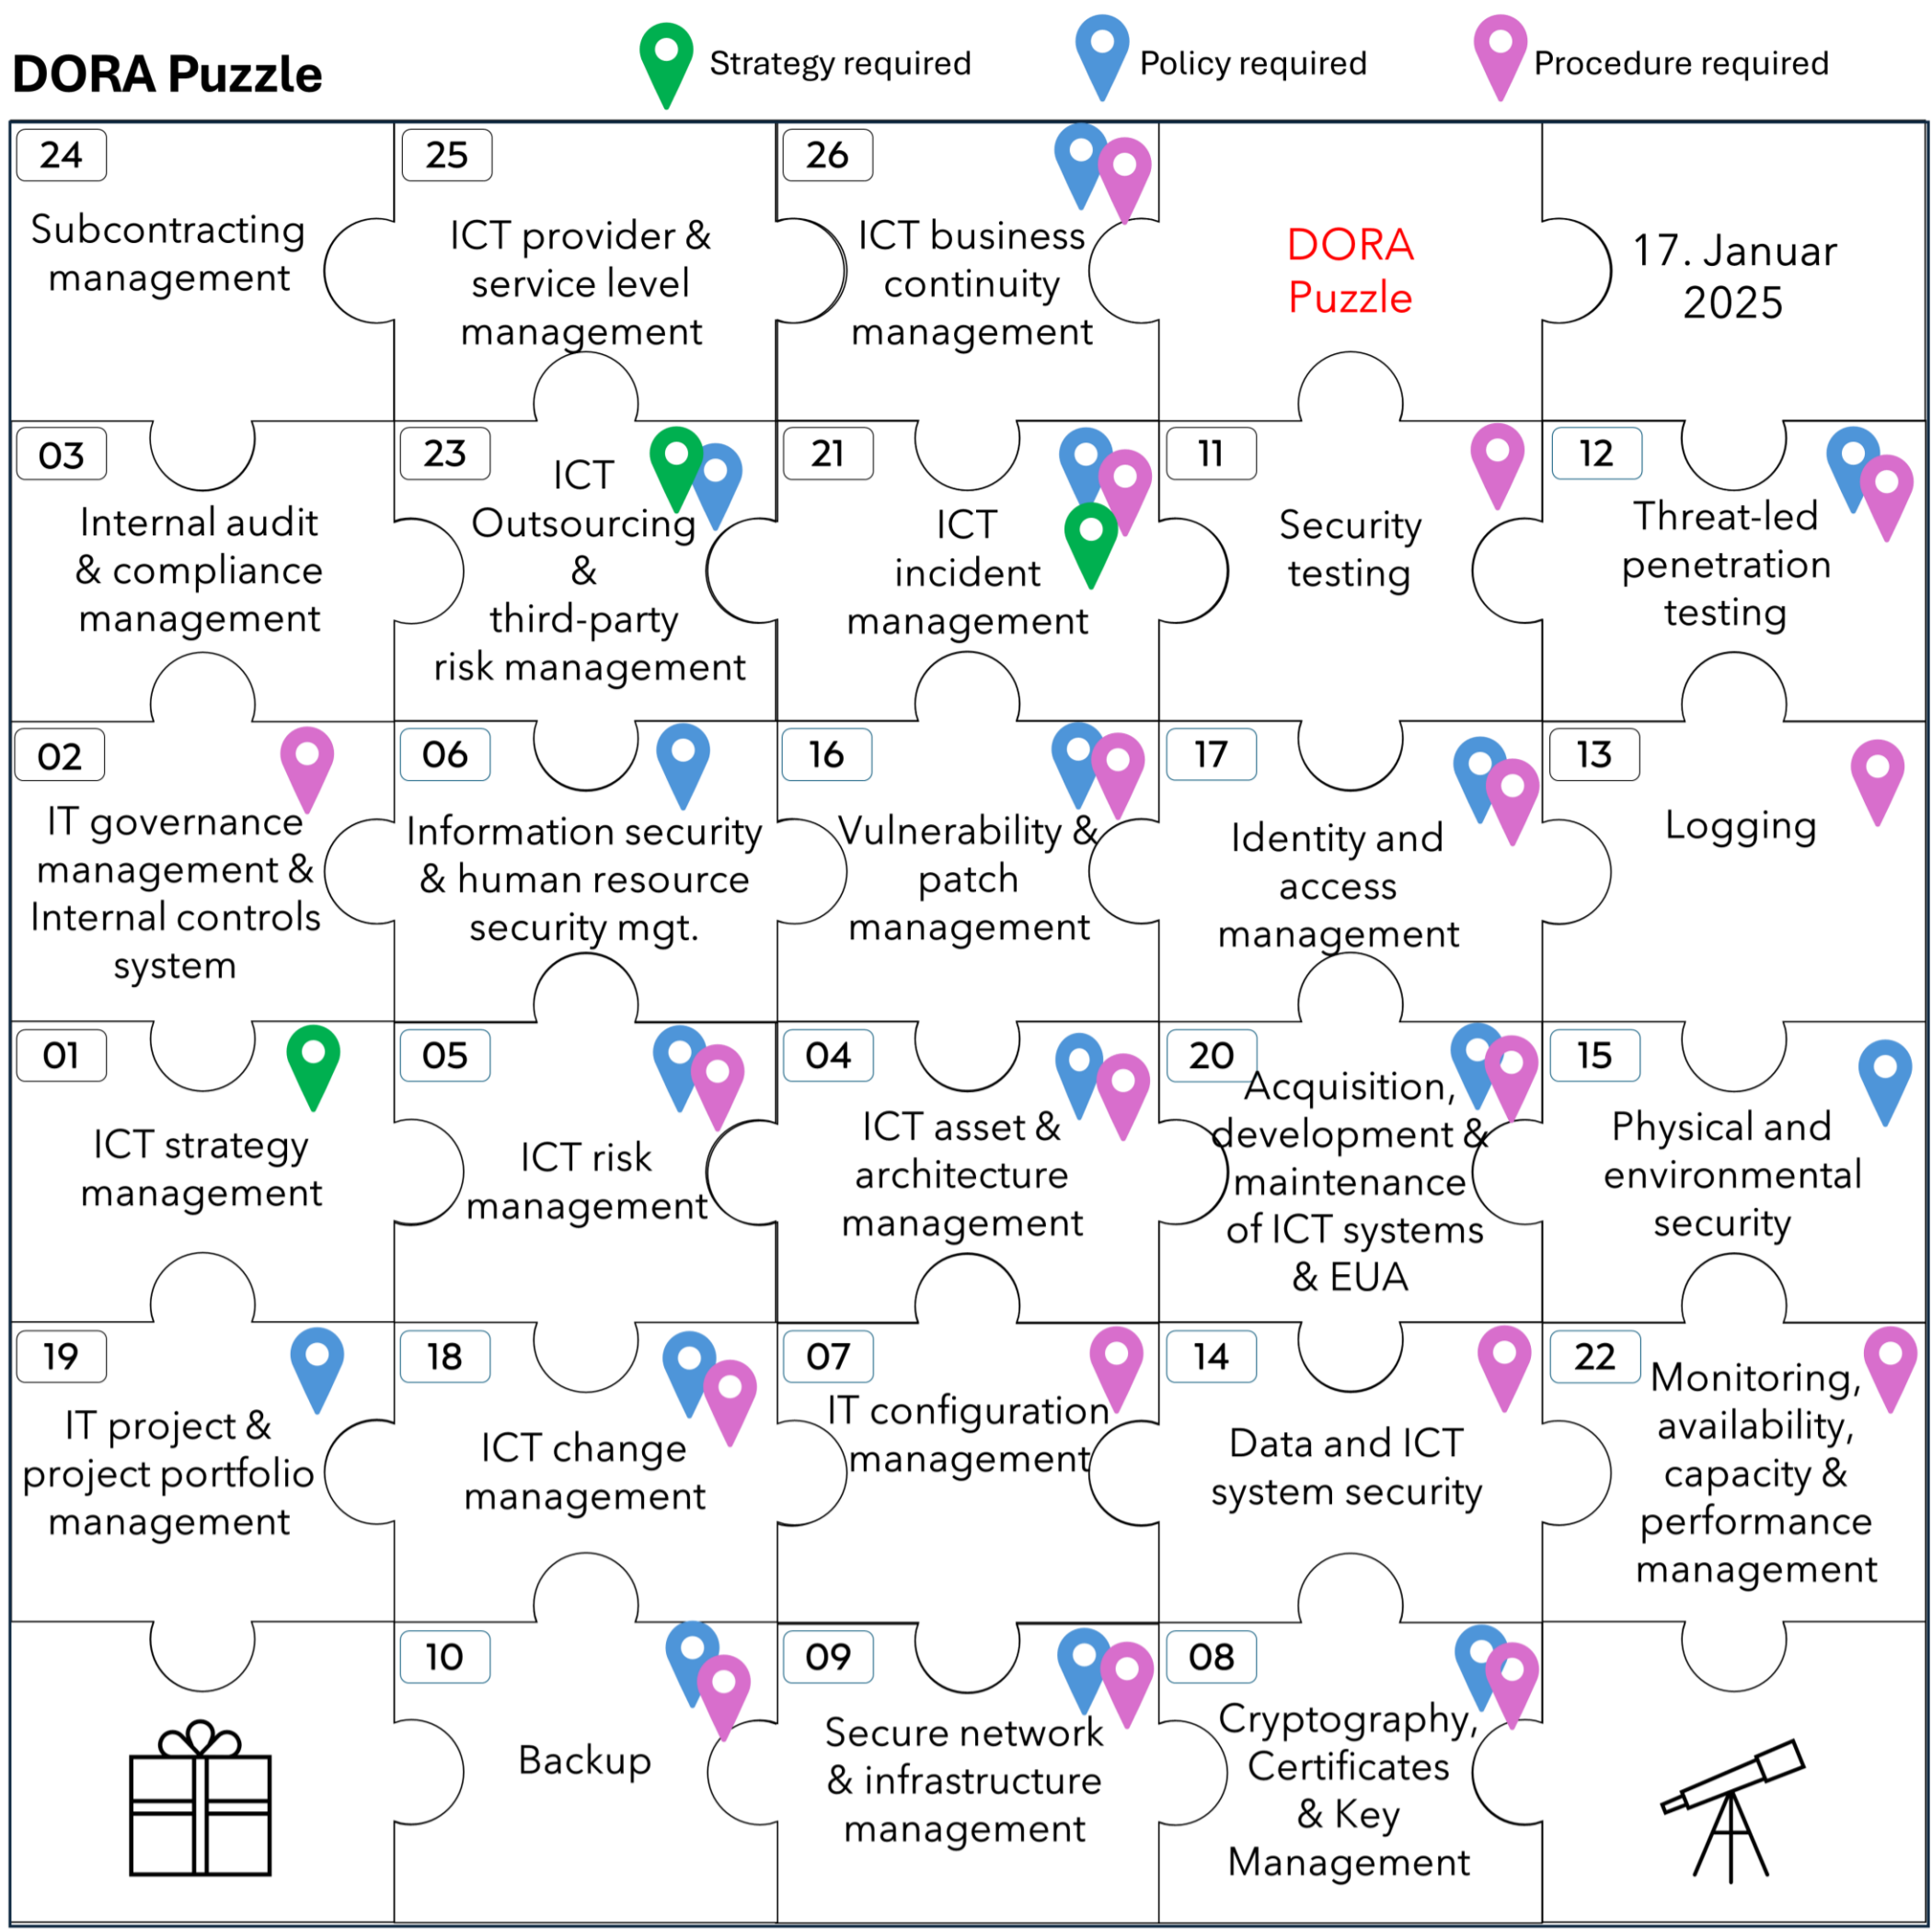 DORA Puzzle
Strategy required
Policy required
Procedure required
24
Subcontracting
management
25
ICT provider &
service level
management
26
ICT business
continuity
management
DORA
Puzzle
17. Januar
2025
03
Internal audit
& compliance
management
23
ICT
Outsourcing
&
third-party
risk management
21
ICT
incident
management
11
Security
testing
12
Threat-led
penetration
testing
02
IT governance
management &
Internal controls
system
06
Information security
& human resource
security mgt.
16
Vulnerability &
patch
management
17
Identity and
access
management
13
Logging
01
ICT strategy
management
05
ICT risk
management
04
ICT asset &
architecture
management
20
Acquisition,
development &
maintenance
of ICT systems
& EUA
15
Physical and
environmental
security
19
IT project &
project portfolio
management
18
ICT change
management
07
IT configuration
management
14
Data and ICT
system security
22
Monitoring,
availability,
capacity &
performance
management
10
Backup
09
Secure network
& infrastructure
management
08
Cryptography,
Certificates
& Key
Management